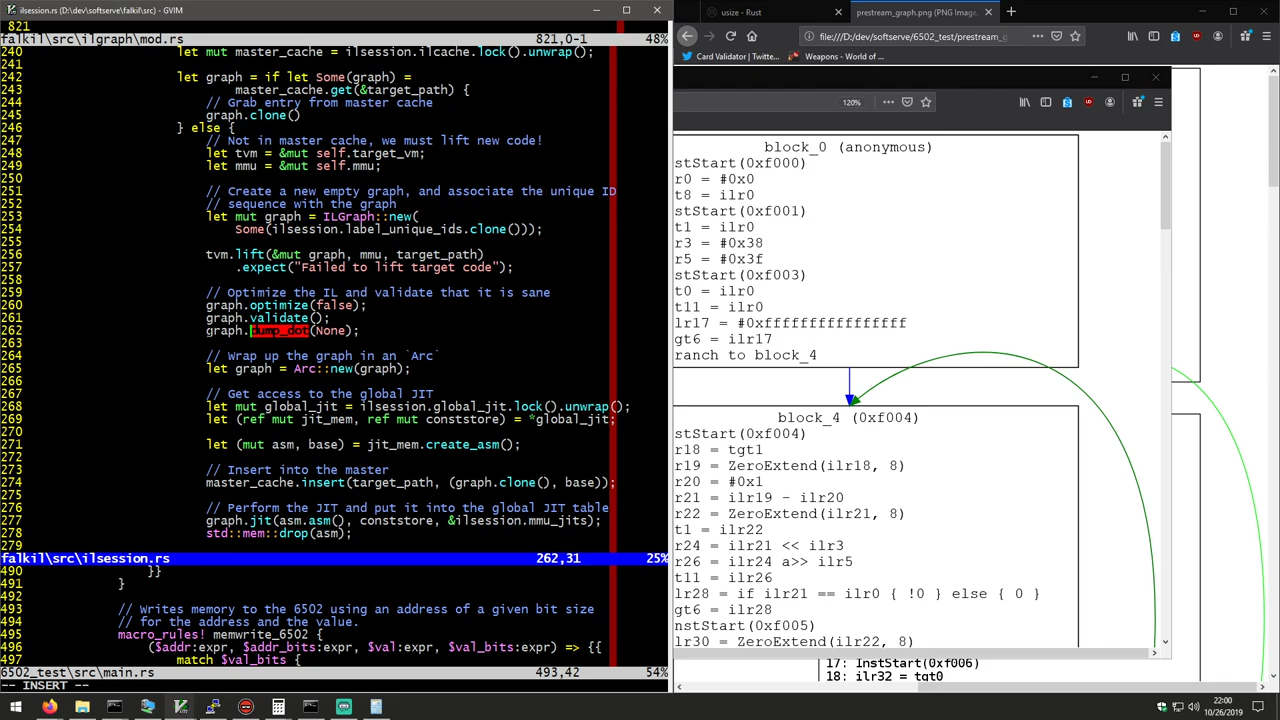 ilsession.rs (D:\dev\softserve\falkil\src) - GVIM
821
falkil\src\ilgraph\mod.rs 821,0-1 48%
240 let mut master_cache = ilsession.ilcache.lock().unwrap();
241
242 let graph = if let Some(graph) =
243 master_cache.get(&target_path) {
244 // Grab entry from master cache
245 graph.clone()
246 } else {
247 // Not in master cache, we must lift new code!
248 let tvm = &mut self.target_vm;
249 let mmu = &mut self.mmu;
250
251 // Create a new empty graph, and associate the unique ID
252 // sequence with the graph
253 let mut graph = ILGraph::new(
254 Some(ilsession.label_unique_ids.clone()));
255
256 tvm.lift(&mut graph, mmu, target_path)
257 .expect("Failed to lift target code");
258
259 // Optimize the IL and validate that it is sane
260 graph.optimize(false);
261 graph.validate();
262 graph.dump_dot(None);
263
264 // Wrap up the graph in an `Arc`
265 let graph = Arc::new(graph);
266
267 // Get access to the global JIT
268 let mut global_jit = ilsession.global_jit.lock().unwrap();
269 let (ref mut jit_mem, ref mut conststore) = *global_jit;
270
271 let (mut asm, base) = jit_mem.create_asm();
272
273 // Insert into the master
274 master_cache.insert(target_path, (graph.clone(), base));
275
276 // Perform the JIT and put it into the global JIT table
277 graph.jit(asm.asm(), conststore, &ilsession.mmu_jits);
278 std::mem::drop(asm);
279
falkil\src\ilsession.rs 262,31 25%
490 }}
491 }
492
493 // Writes memory to the 6502 using an address of a given bit size
494 // for the address and the value.
495 macro_rules! memwrite_6502 {
496 ($addr:expr, $addr_bits:expr, $val:expr, $val_bits:expr) => {{
497 match $val_bits {
6502_test\src\main.rs 493,42 54%
-- INSERT --
usize - Rust
prestream_graph.png (PNG Image,
file:///D:/dev/softserve/6502_test/prestream_g
Card Validator | Twitte...
Weapons - World of ...
120%
block_0 (anonymous)
stStart(0xf000)
r0 = #0x0
t8 = ilr0
stStart(0xf001)
t1 = ilr0
r3 = #0x38
r5 = #0x3f
stStart(0xf003)
t0 = ilr0
t11 = ilr0
lr17 = #0xffffffffffffffff
gt6 = ilr17
ranch to block_4
block_4 (0xf004)
stStart(0xf004)
r18 = tgt1
r19 = ZeroExtend(ilr18, 8)
r20 = #0x1
r21 = ilr19 - ilr20
r22 = ZeroExtend(ilr21, 8)
t1 = ilr22
r24 = ilr21 << ilr3
r26 = ilr24 a>> ilr5
t11 = ilr26
lr28 = if ilr21 == ilr0 { !0 } else { 0 }
gt6 = ilr28
nstStart(0xf005)
lr30 = ZeroExtend(ilr22, 8)
17: InstStart(0xf006)
18: ilr32 = tgt0
22:00
10/26/2019